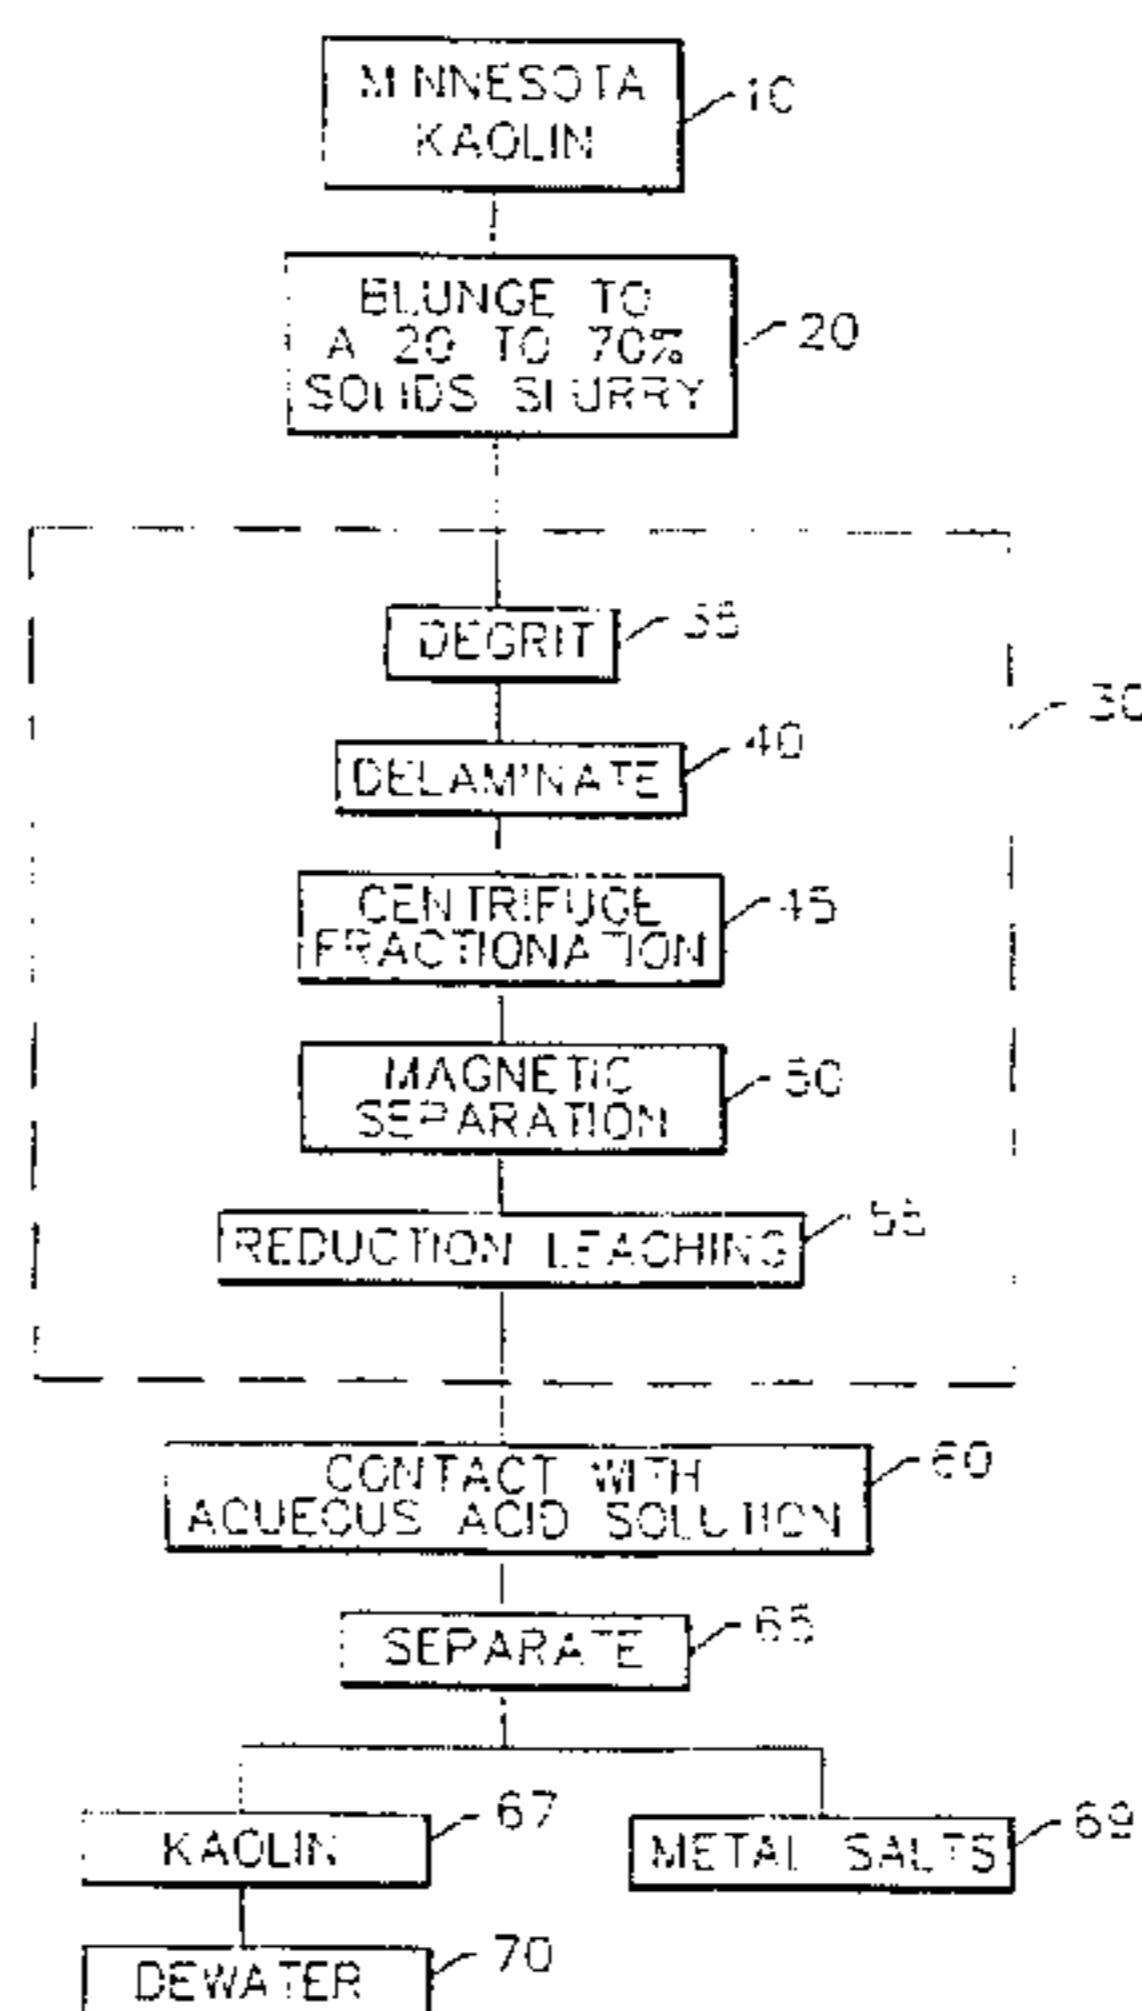 MINNESOTA
KAOLIN
10
BLUNGE TO
A 20 TO 70%
SOLIDS SLURRY
20
DEGRIT
35
30
DELAMINATE
40
CENTRIFUGE
FRACTIONATION
45
MAGNETIC
SEPARATION
50
REDUCTION LEACHING
55
CONTACT WITH
AQUEOUS ACID SOLUTION
60
SEPARATE
65
KAOLIN
67
METAL SALTS
69
DEWATER
70